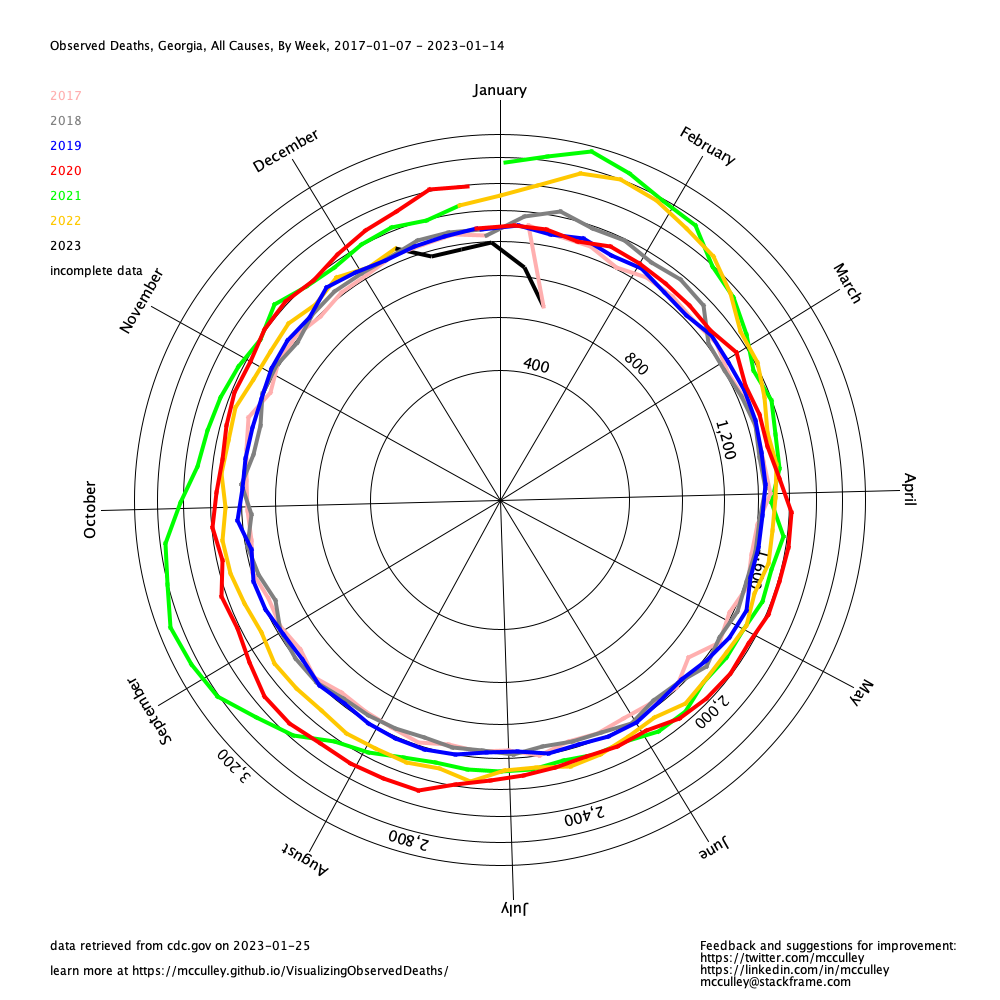 Observed Deaths, Georgia, All Causes, By Week, 2017-01-07 - 2023-01-14
January
2017
2018
2019
2020
2021
2022
2023
incomplete data
December
February
November
March
400
800
1,200
October
April
1,600
September
May
2,000
3,200
2,400
2,800
August
June
July
data retrieved from cdc.gov on 2023-01-25
learn more at https://mcculley.github.io/VisualizingObservedDeaths/
Feedback and suggestions for improvement:
https://twitter.com/mcculley
https://linkedin.com/in/mcculley
mcculley@stackframe.com